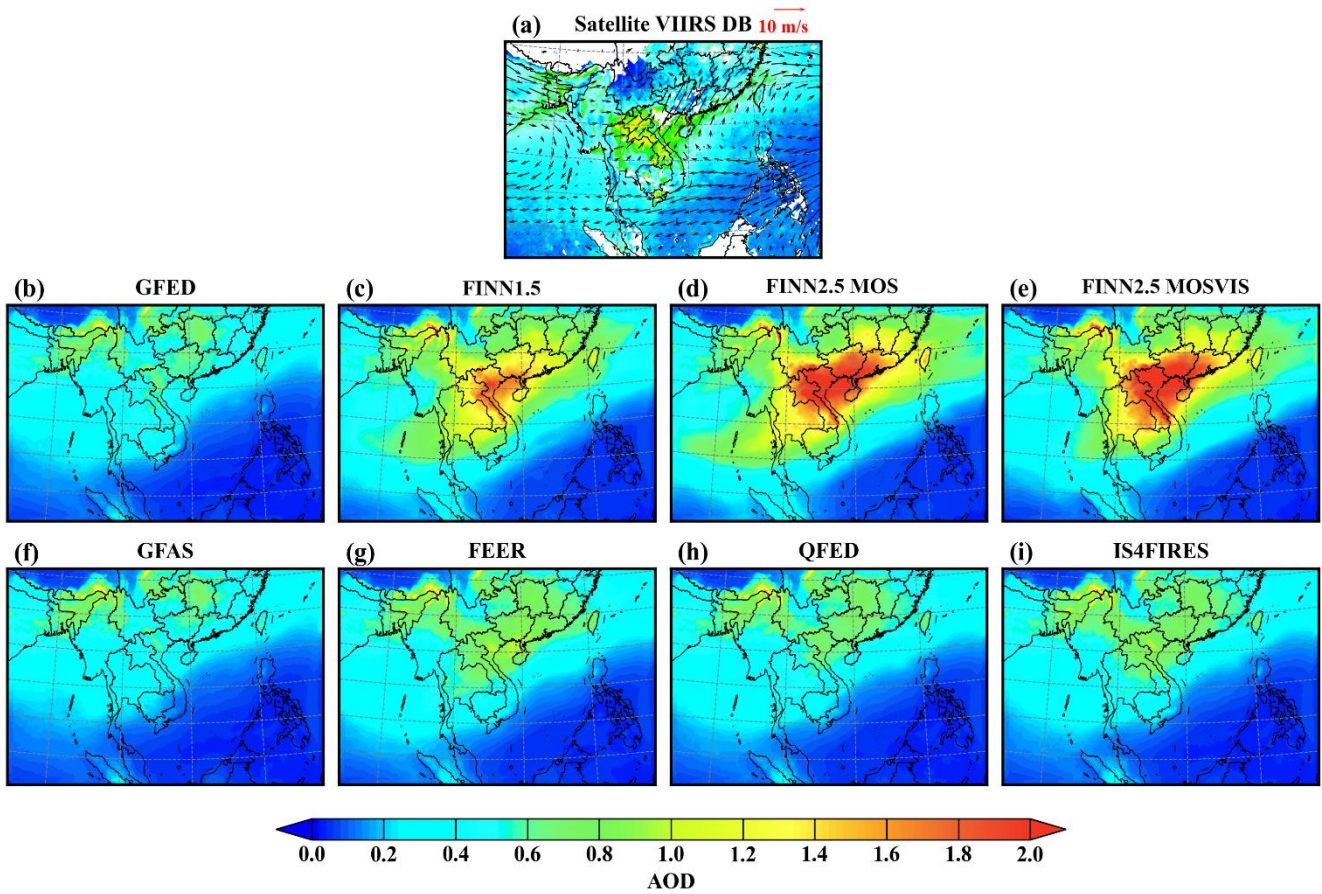 (a) Satellite VIIRS DB 10 m/s
(b) GFED
(c) FINN1.5
(d) FINN2.5 MOS
(e) FINN2.5 MOSVIS
(f) GFAS
(g) FEER
(h) QFED
(i) IS4FIRES
0.0 0.2 0.4 0.6 0.8 1.0 1.2 1.4 1.6 1.8 2.0
AOD